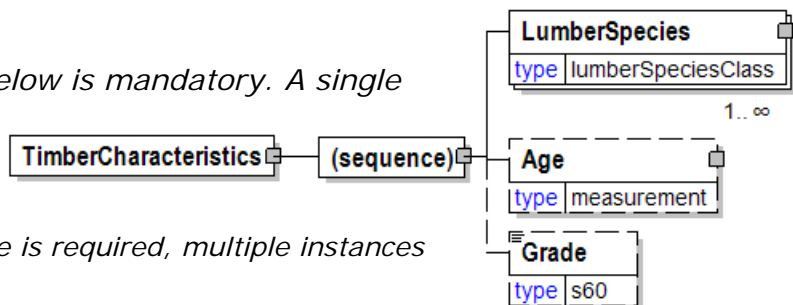 LumberSpecies
type lumberSpeciesClass
1.. ∞
below is mandatory. A single
TimberCharacteristics
(sequence)
Age
type measurement
is required, multiple instances
Grade
type s60